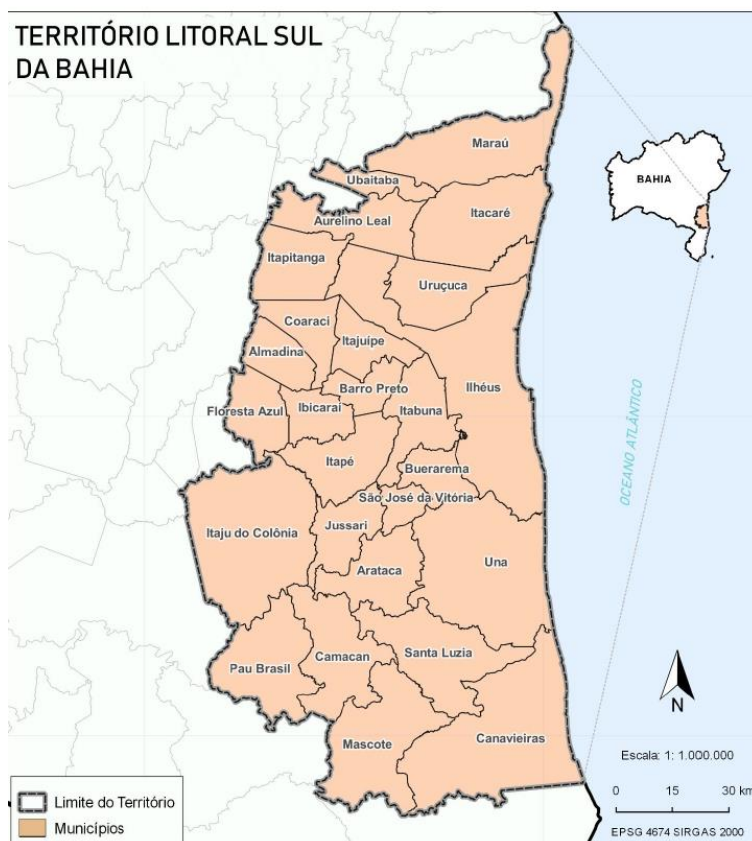 TERRITÓRIO LITORAL SUL
DA BAHIA
Maraú
Ubaitaba
Itacaré
Aurelino Leal
Itapitanga
Uruçuca
Coaraci
Itajuípe
Almadina
Barro Preto
Ilhéus
Floresta Azul
Ibicaraí
Itabuna
Itapé
Buerarema
São José da Vitória
Itaju do Colônia
Jussari
Una
Arataca
Pau Brasil
Camacan
Santa Luzia
Mascote
Canavieiras
BAHIA
OCEANO ATLÂNTICO
N
Escala: 1: 1.000.000
0 15 30 km
EPSG 4674 SIRGAS 2000
Limite do Território
Municípios